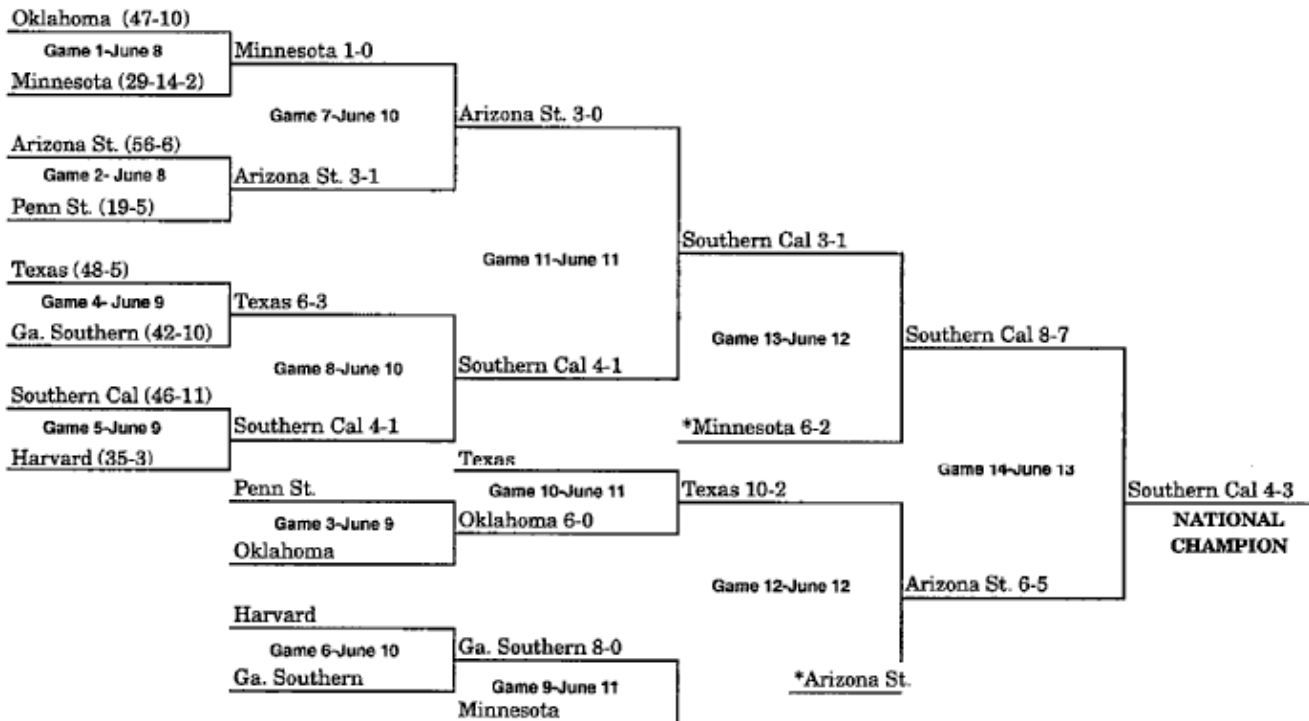 Oklahoma (47-10)
Game 1-June 8
Minnesota (29-14-2)
Minnesota 1-0
Game 7-June 10
Arizona St. (56-6)
Game 2- June 8
Penn St. (19-5)
Arizona St. 3-1
Arizona St. 3-0
Game 11-June 11
Texas (48-5)
Game 4- June 9
Ga. Southern (42-10)
Texas 6-3
Game 8-June 10
Southern Cal (46-11)
Game 5-June 9
Harvard (35-3)
Southern Cal 4-1
Southern Cal 4-1
Southern Cal 3-1
Game 13-June 12
*Minnesota 6-2
Southern Cal 8-7
Game 14-June 13
Southern Cal 4-3
NATIONAL
CHAMPION
Texas
Game 10-June 11
Penn St.
Game 3-June 9
Oklahoma
Oklahoma 6-0
Texas 10-2
Game 12-June 12
Arizona St. 6-5
Harvard
Game 6-June 10
Ga. Southern
Ga. Southern 8-0
Game 9-June 11
Minnesota
*Arizona St.